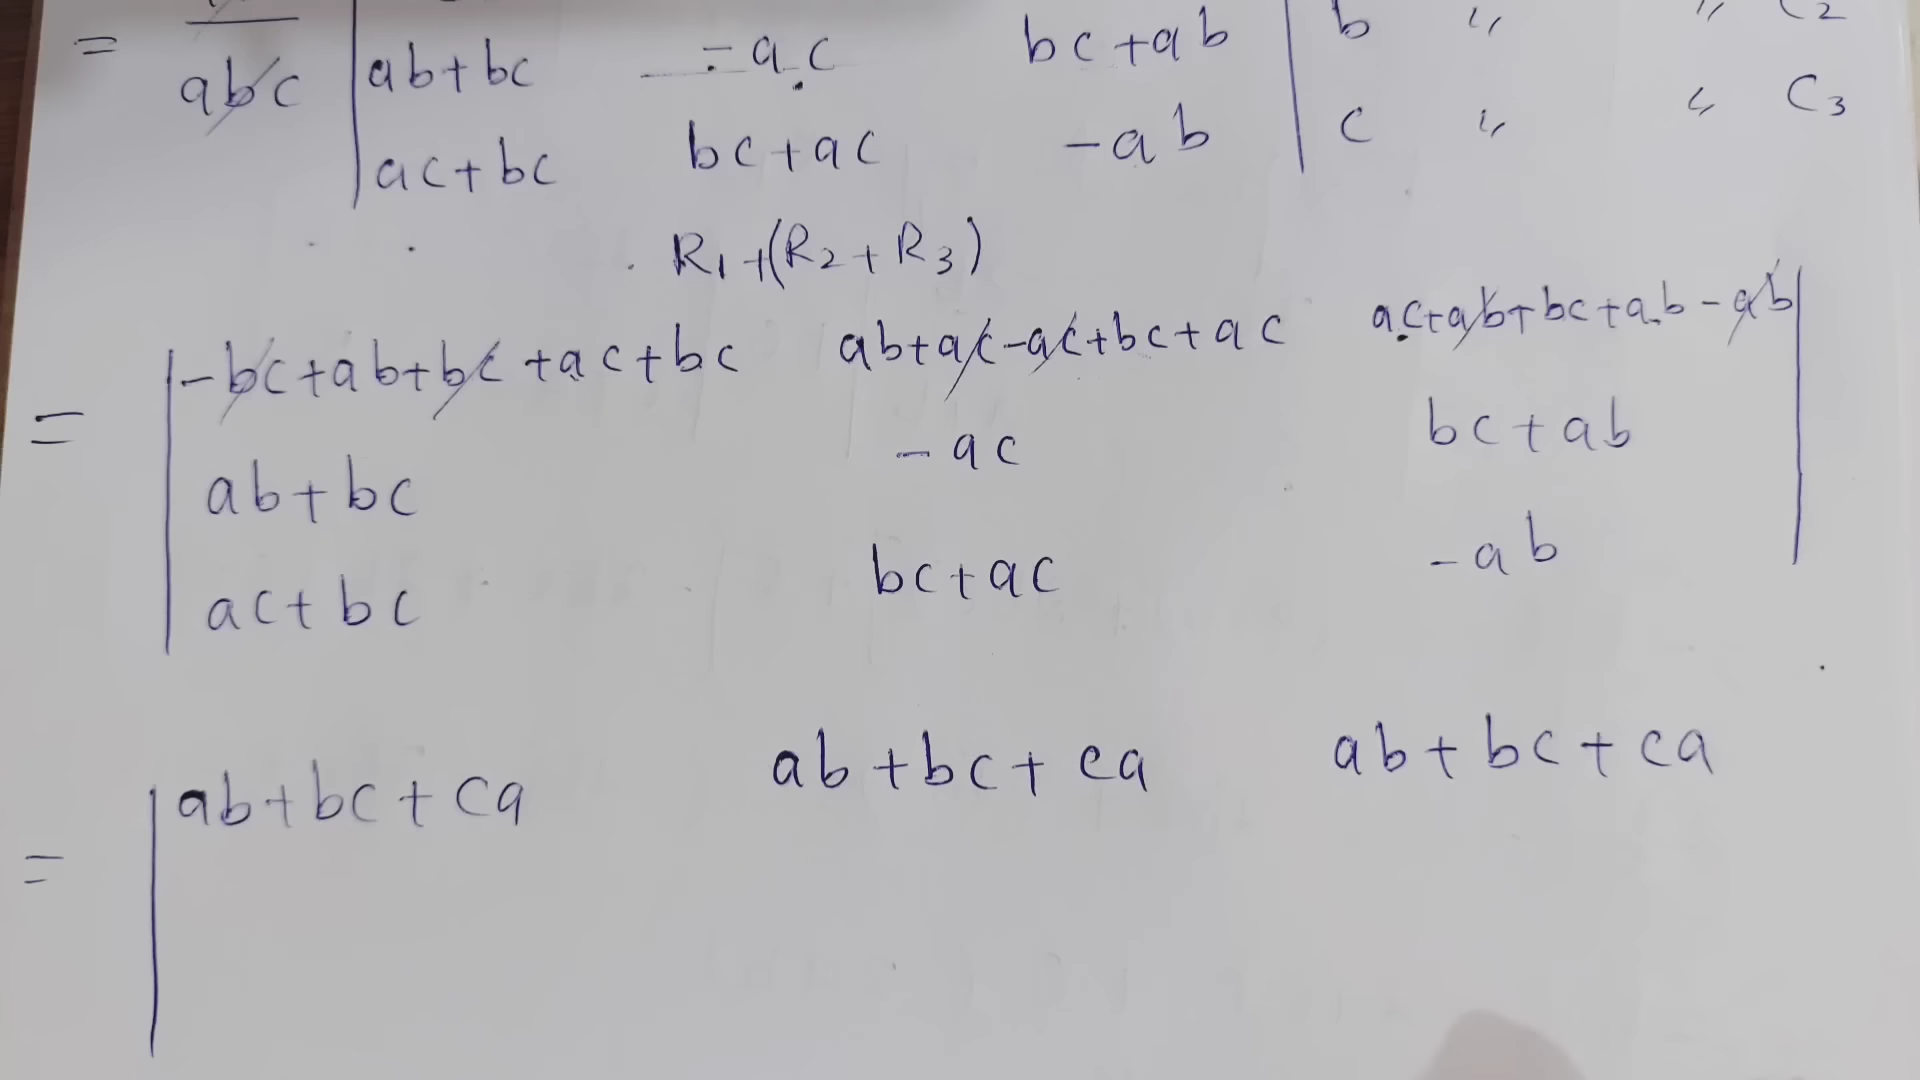 = abc | ab+bc -ac bc+ab | b " " C2
ac+bc bc+ac -ab | c " " C3
R1+(R2+R3)
= | -bc+ab+bc+ac+bc ab+ac-ac+bc+ac ac+ab+bc+ab-ab |
ab+bc -ac bc+ab
ac+bc bc+ac -ab
= | ab+bc+ca ab+bc+ca ab+bc+ca